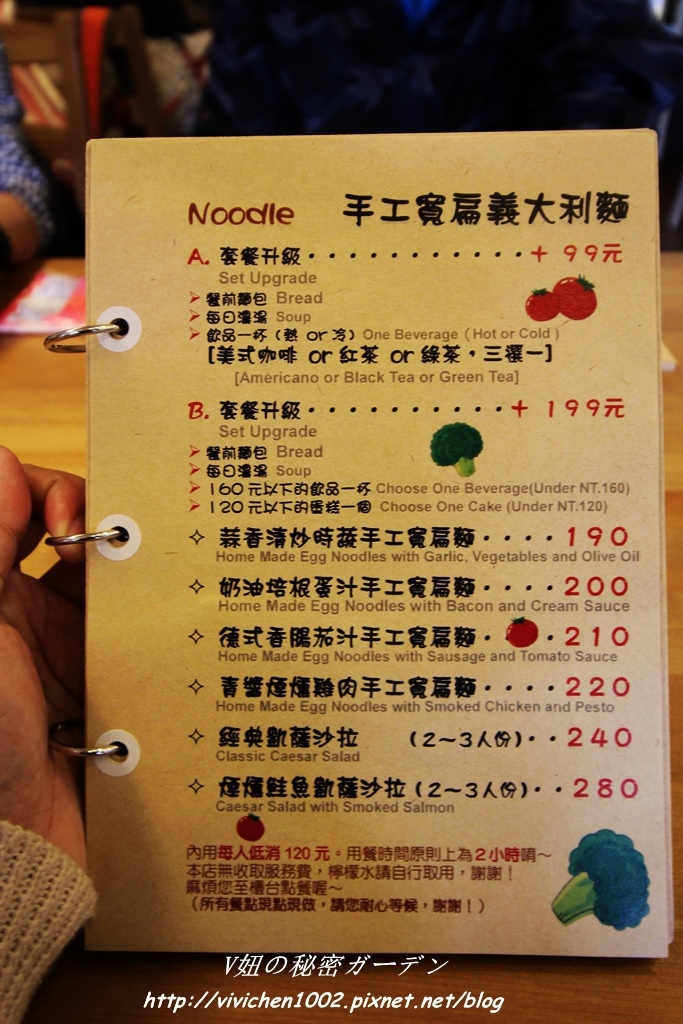 Noodle 手工寬扁義大利麵
A. 套餐升級・・・・・・・・・・・+ 99元
Set Upgrade
➢ 餐前麵包 Bread
➢ 每日濃湯 Soup
➢ 飲品一杯（熱 or 冷）One Beverage（Hot or Cold）
[美式咖啡 or 紅茶 or 綠茶，三選一]
[Americano or Black Tea or Green Tea]
B. 套餐升級・・・・・・・・・・・+ 199元
Set Upgrade
➢ 餐前麵包 Bread
➢ 每日濃湯 Soup
➢ 160元以下的飲品一杯 Choose One Beverage(Under NT.160)
➢ 120元以下的蛋糕一個 Choose One Cake (Under NT.120)
✧ 蒜香清炒時蔬手工寬扁麵・・・・190
Home Made Egg Noodles with Garlic, Vegetables and Olive Oil
✧ 奶油培根蛋汁手工寬扁麵・・・・200
Home Made Egg Noodles with Bacon and Cream Sauce
✧ 德式香腸茄汁手工寬扁麵・・210
Home Made Egg Noodles with Sausage and Tomato Sauce
✧ 青醬煙燻雞肉手工寬扁麵・・・・220
Home Made Egg Noodles with Smoked Chicken and Pesto
✧ 經典凱薩沙拉 （2～3人份）・・240
Classic Caesar Salad
✧ 煙燻鮭魚凱薩沙拉（2～3人份）・・280
Caesar Salad with Smoked Salmon
內用每人低消120元。用餐時間原則上為2小時唷～
本店無收取服務費，檸檬水請自行取用，謝謝！
麻煩您至櫃台點餐喔～
（所有餐點現點現做，請您耐心等候，謝謝！）
V妞の秘密ガーデン
http://vivichen1002.pixnet.net/blog